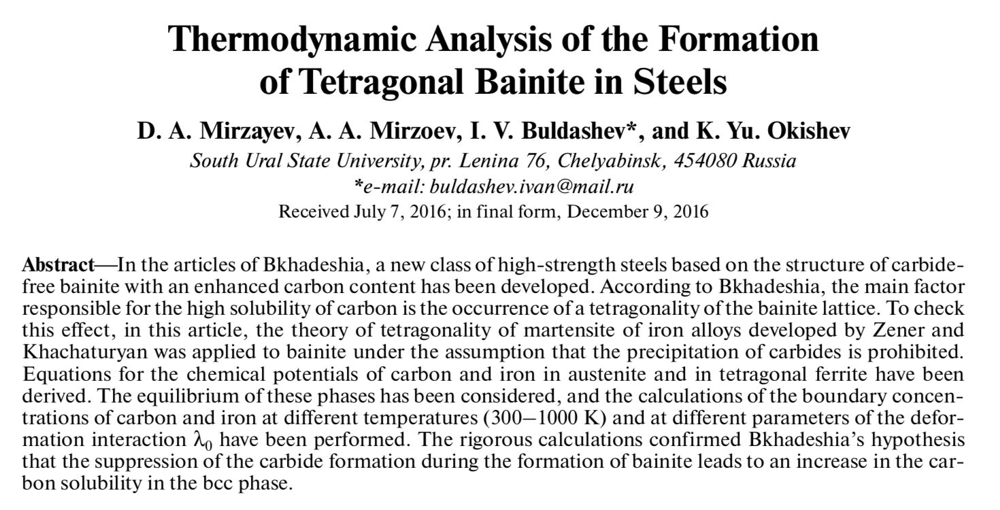 Thermodynamic Analysis of the Formation
of Tetragonal Bainite in Steels
D. A. Mirzayev, A. A. Mirzoev, I. V. Buldashev*, and K. Yu. Okishev
South Ural State University, pr. Lenina 76, Chelyabinsk, 454080 Russia
*e-mail: buldashev.ivan@mail.ru
Received July 7, 2016; in final form, December 9, 2016
Abstract—In the articles of Bkhadeshia, a new class of high-strength steels based on the structure of carbide-
free bainite with an enhanced carbon content has been developed. According to Bkhadeshia, the main factor
responsible for the high solubility of carbon is the occurrence of a tetragonality of the bainite lattice. To check
this effect, in this article, the theory of tetragonality of martensite of iron alloys developed by Zener and
Khachaturyan was applied to bainite under the assumption that the precipitation of carbides is prohibited.
Equations for the chemical potentials of carbon and iron in austenite and in tetragonal ferrite have been
derived. The equilibrium of these phases has been considered, and the calculations of the boundary concen-
trations of carbon and iron at different temperatures (300–1000 K) and at different parameters of the defor-
mation interaction λ₀ have been performed. The rigorous calculations confirmed Bkhadeshia's hypothesis
that the suppression of the carbide formation during the formation of bainite leads to an increase in the car-
bon solubility in the bcc phase.